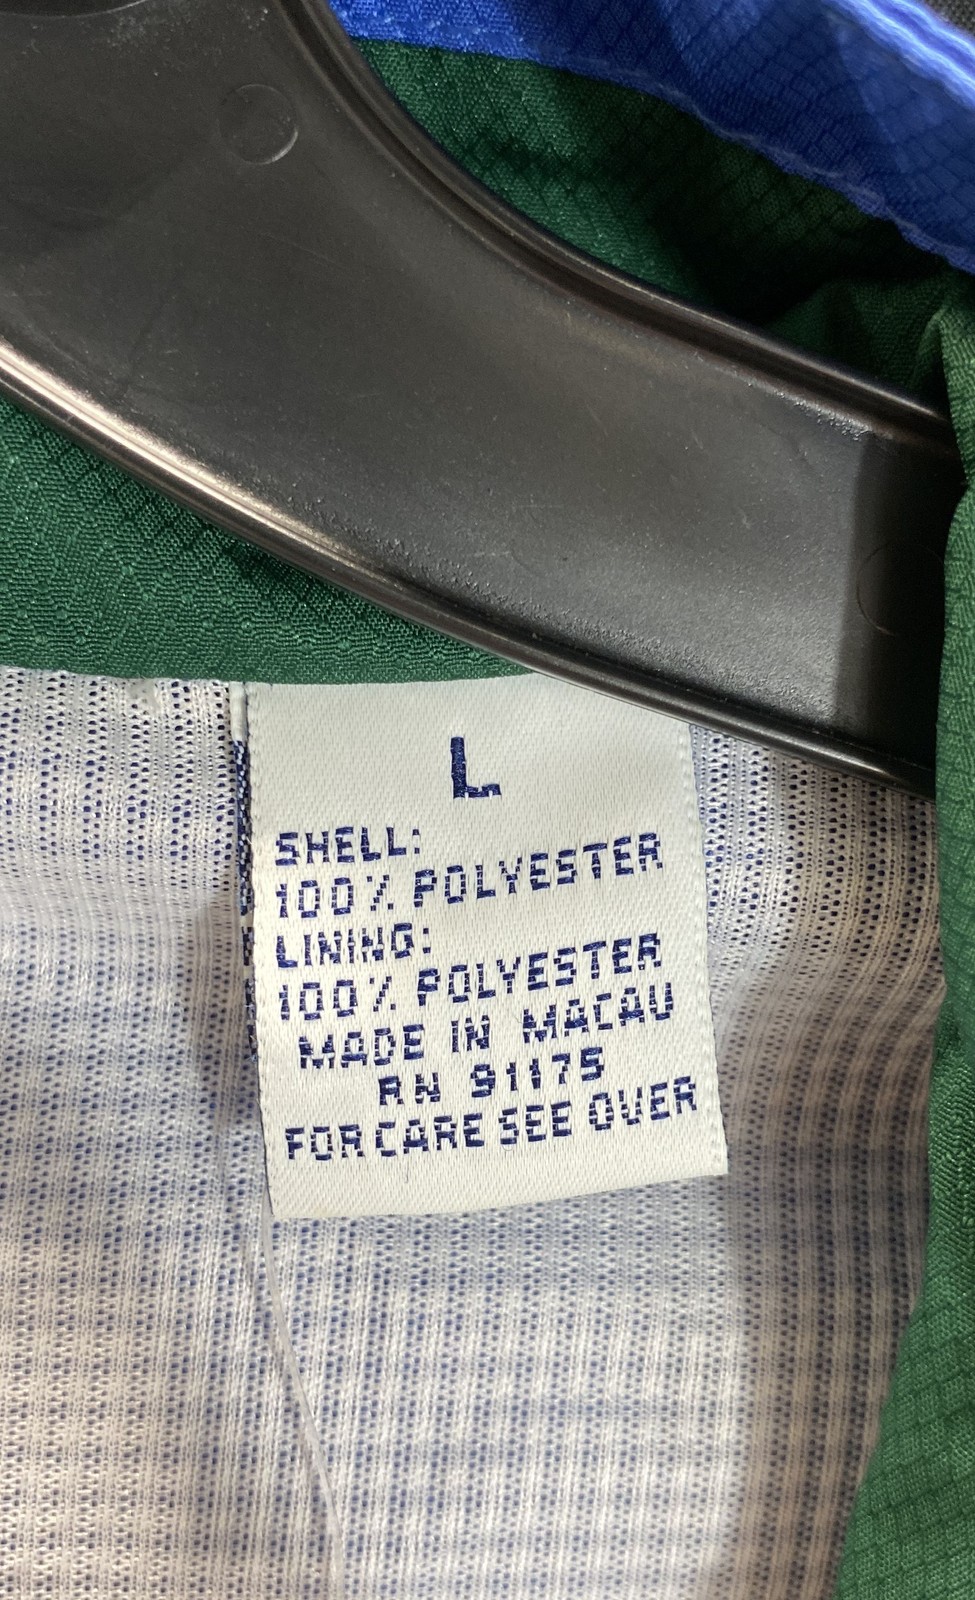 L
SHELL:
100% POLYESTER
LINING:
100% POLYESTER
MADE IN MACAU
RN 91175
FOR CARE SEE OVER